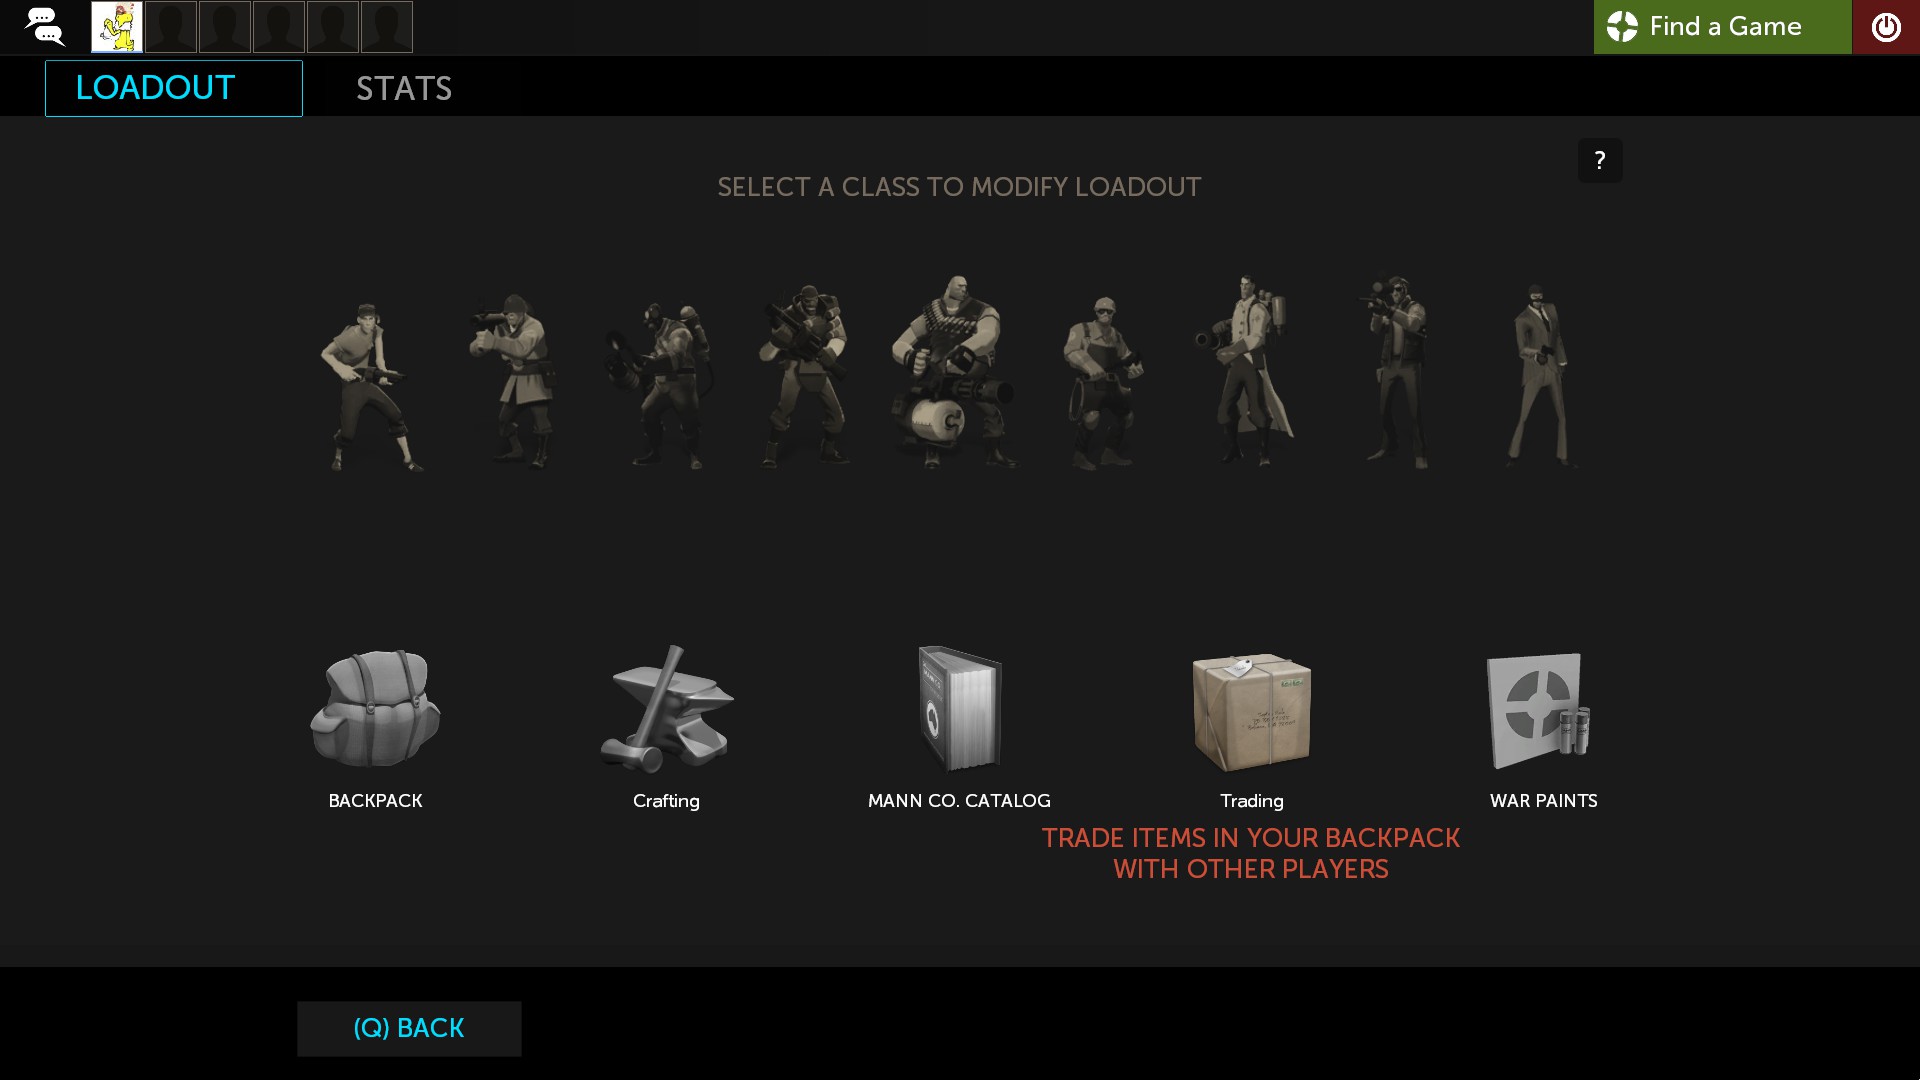 Find a Game
LOADOUT
STATS
?
SELECT A CLASS TO MODIFY LOADOUT
BACKPACK
Crafting
MANN CO. CATALOG
Trading
WAR PAINTS
TRADE ITEMS IN YOUR BACKPACK
WITH OTHER PLAYERS
(Q) BACK